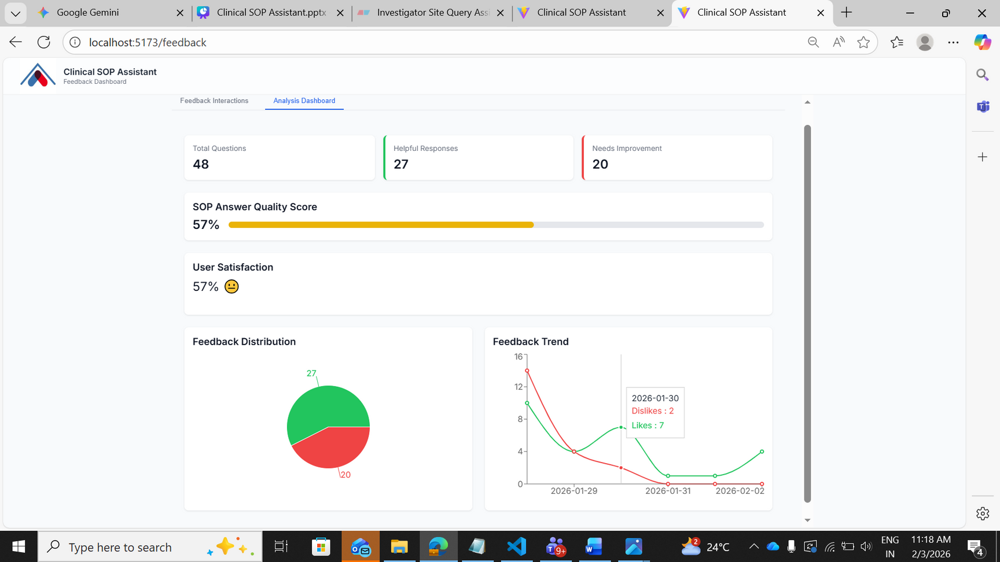 Google Gemini
Clinical SOP Assistant.pptx
Investigator Site Query Assi
Clinical SOP Assistant
Clinical SOP Assistant
localhost:5173/feedback
Clinical SOP Assistant
Feedback Dashboard
Feedback Interactions
Analysis Dashboard
Total Questions
48
Helpful Responses
27
Needs Improvement
20
SOP Answer Quality Score
57%
User Satisfaction
57%
Feedback Distribution
27
20
Feedback Trend
16
12
8
4
0
2026-01-30
Dislikes : 2
Likes : 7
2026-01-29
2026-01-31
2026-02-02
Type here to search
9+
2
24°C
ENG
IN
11:18 AM
2/3/2026
4